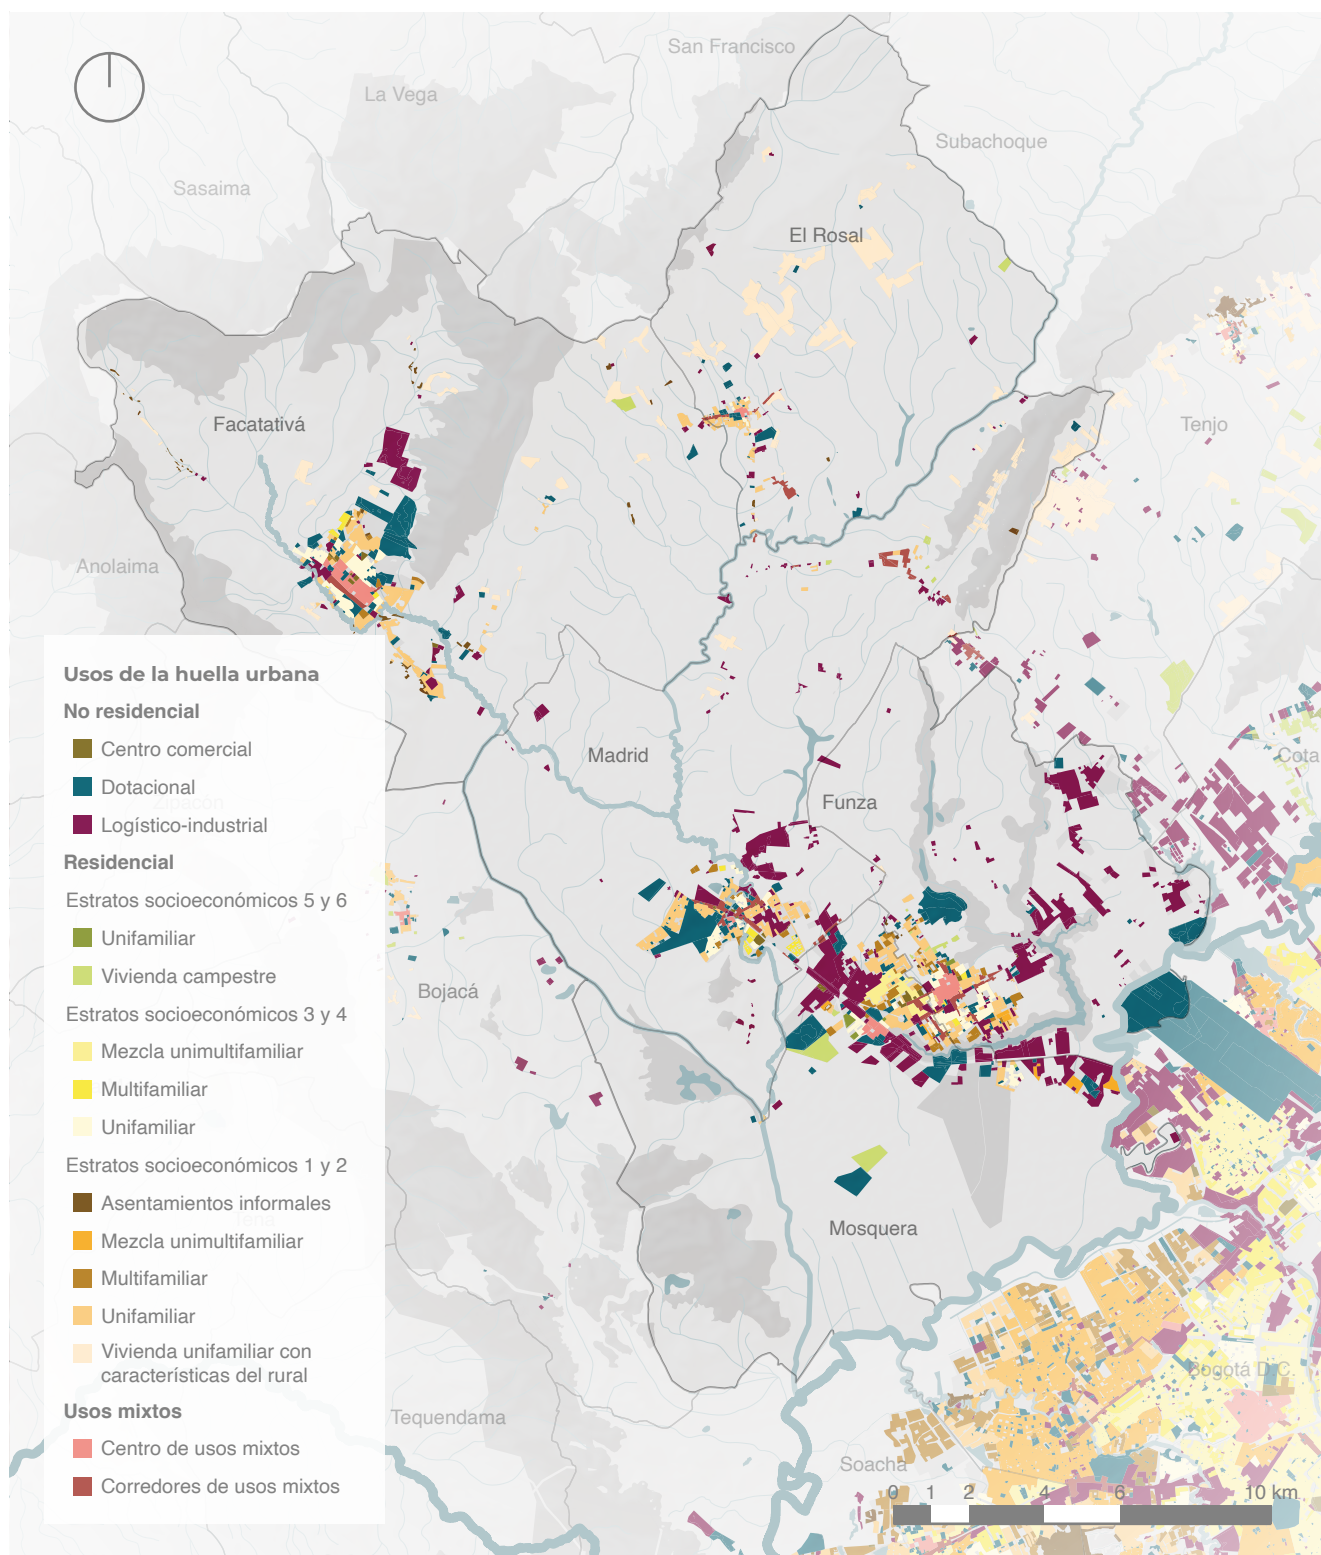 San Francisco
La Vega
Subachoque
Sasaima
El Rosal
Tenjo
Facatativá
Anolaima
Usos de la huella urbana
No residencial
Centro comercial
Dotacional
Zipacón
Logístico-industrial
Residencial
Estratos socioeconómicos 5 y 6
Unifamiliar
Vivienda campestre
Estratos socioeconómicos 3 y 4
Mezcla unimultifamiliar
Multifamiliar
Unifamiliar
Estratos socioeconómicos 1 y 2
Asentamientos informales
Mezcla unimultifamiliar
Multifamiliar
Unifamiliar
Vivienda unifamiliar con
características del rural
Usos mixtos
Centro de usos mixtos
Corredores de usos mixtos
Madrid
Cota
Funza
Bojacá
Mosquera
Bogotá D.C.
Tequendama
Soacha
0 1 2 4 6 10 km